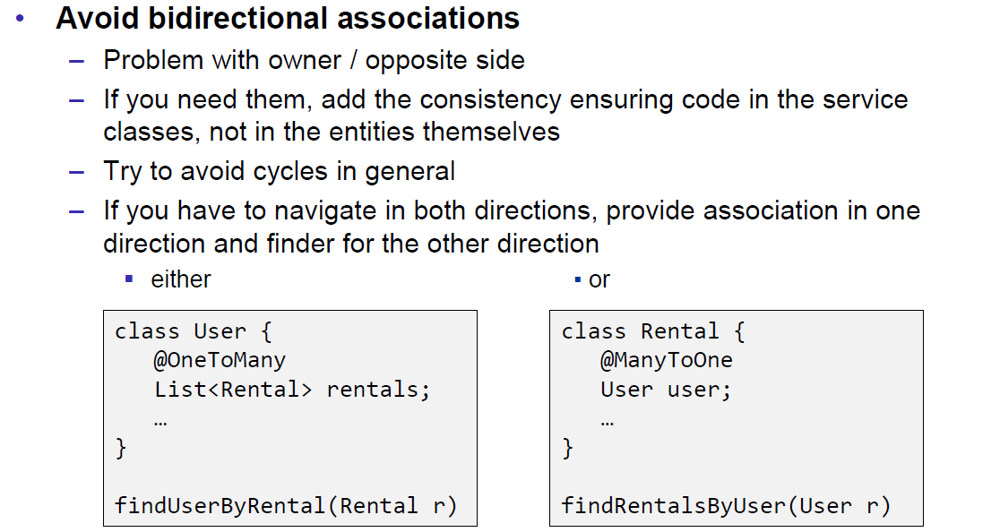 • Avoid bidirectional associations
– Problem with owner / opposite side
– If you need them, add the consistency ensuring code in the service
classes, not in the entities themselves
– Try to avoid cycles in general
– If you have to navigate in both directions, provide association in one
direction and finder for the other direction
▪ either
class User {
@OneToMany
List<Rental> rentals;
…
}
findUserByRental(Rental r)
▪ or
class Rental {
@ManyToOne
User user;
…
}
findRentalsByUser(User r)